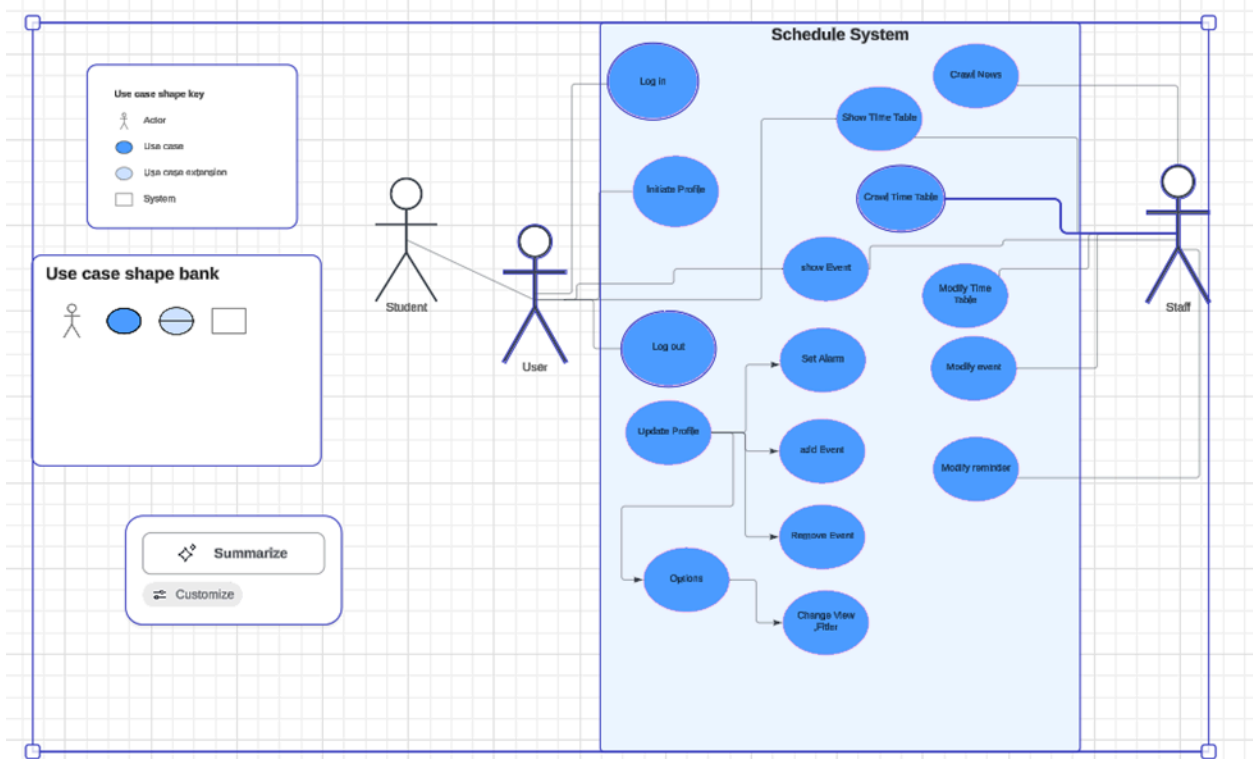 Schedule System
Use case shape key
Actor
Use case
Use case extension
System
Use case shape bank
Summarize
Customize
Student
User
Staff
Log in
Crawl News
Show Time Table
Initiate Profile
Crawl Time Table
show Event
Modify Time
Table
Log out
Set Alarm
Modify event
Update Profile
add Event
Modify reminder
Remove Event
Options
Change View
,Fitler